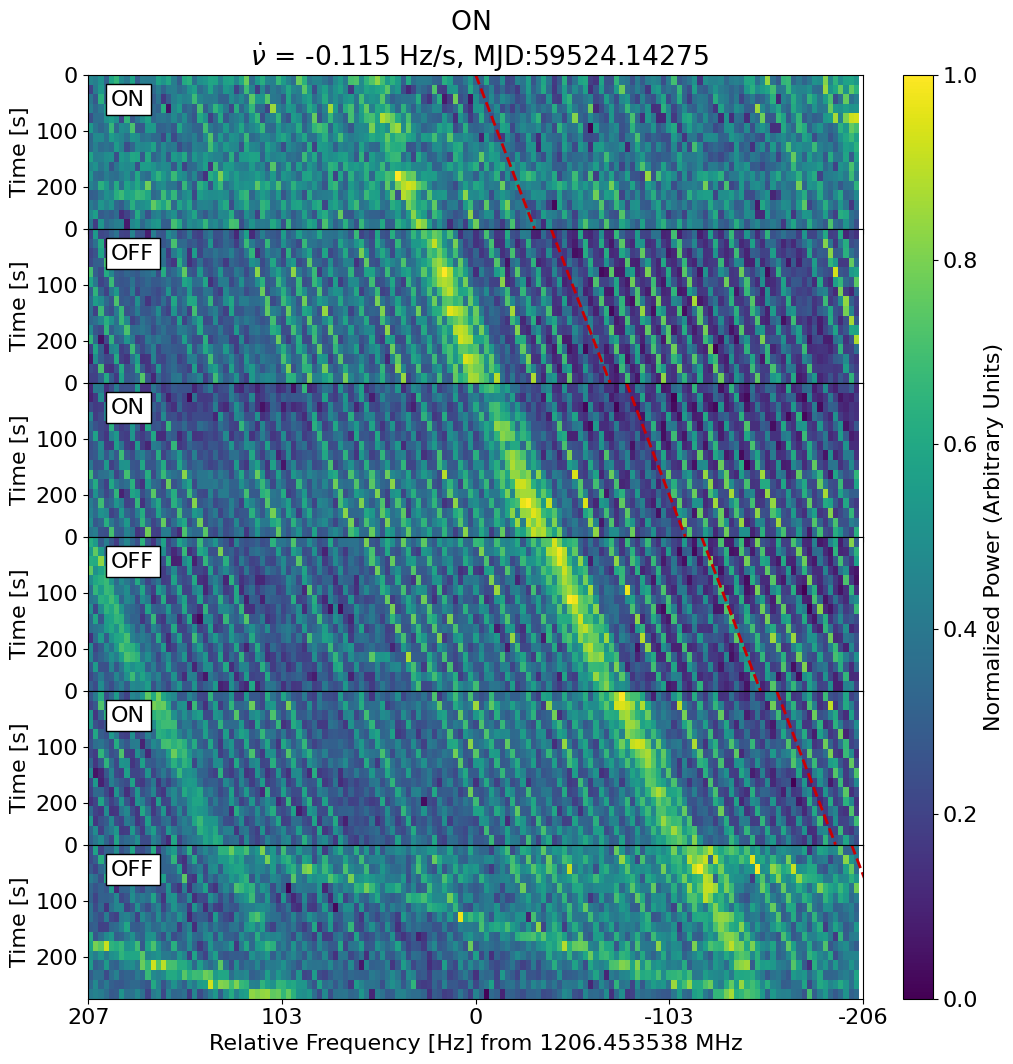 ON
ν̇ = -0.115 Hz/s, MJD:59524.14275
ON
0
100
200
Time [s]
OFF
0
100
200
Time [s]
ON
0
100
200
Time [s]
OFF
0
100
200
Time [s]
ON
0
100
200
Time [s]
OFF
0
100
200
Time [s]
207 103 0 -103 -206
Relative Frequency [Hz] from 1206.453538 MHz
1.0
0.8
0.6
0.4
0.2
0.0
Normalized Power (Arbitrary Units)